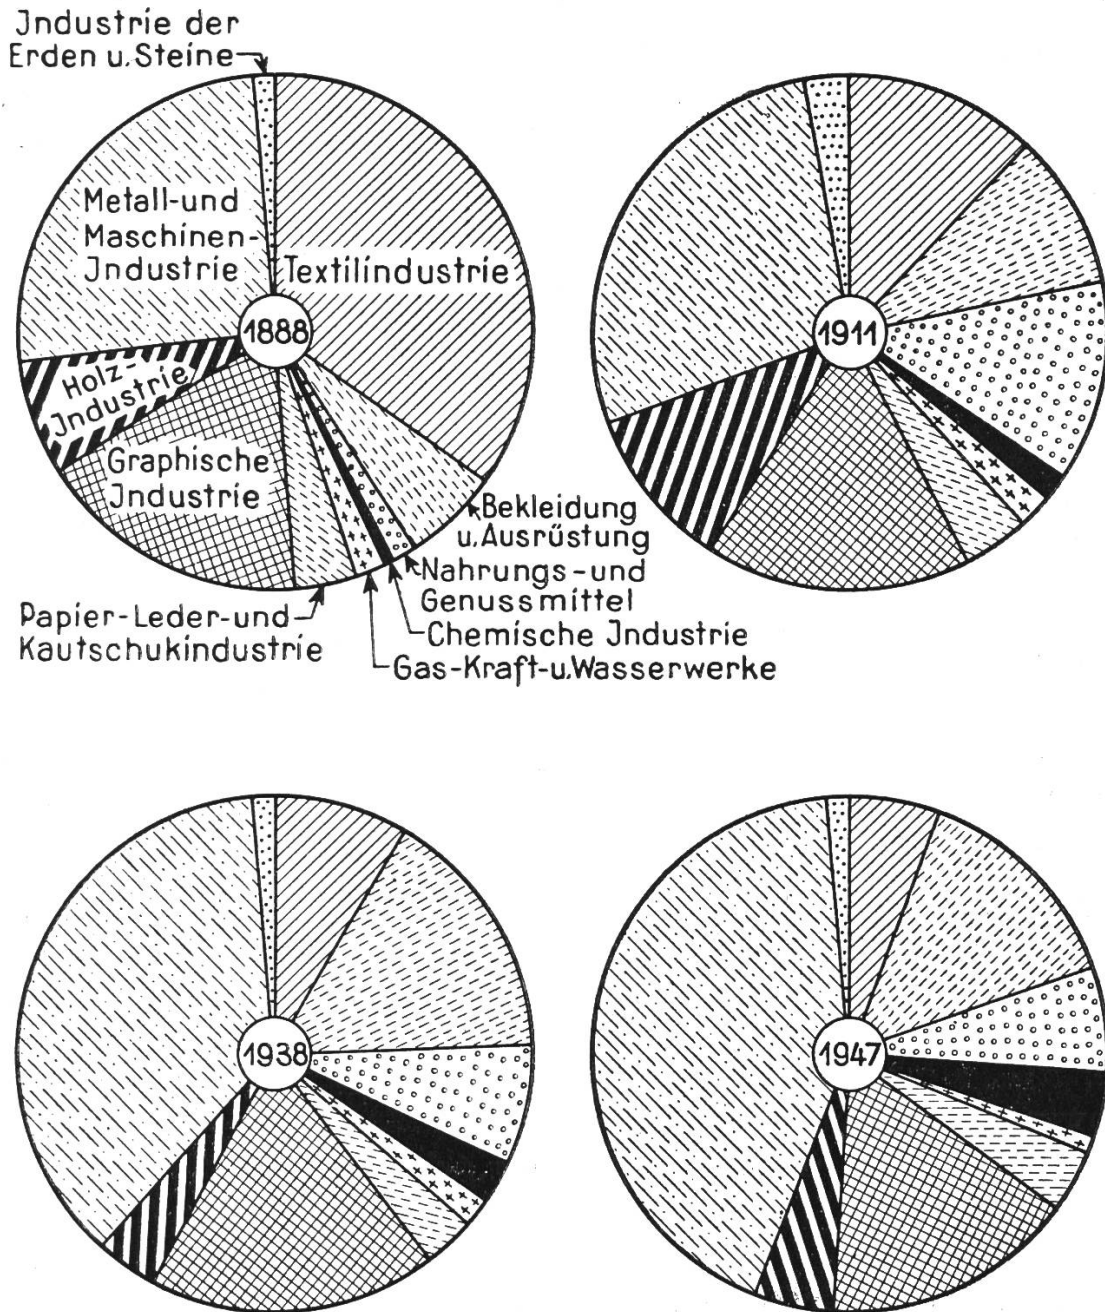 Jndustrie der
Erden u. Steine
Metall-und
Maschinen-
Jndustrie
Textilindustrie
1888
Holz-
Jndustrie
Graphische
Jndustrie
Bekleidung
u. Ausrüstung
Nahrungs-und
Genussmittel
Chemische Jndustrie
Gas-Kraft-u. Wasserwerke
Papier-Leder-und
Kautschukindustrie
1911
1938
1947